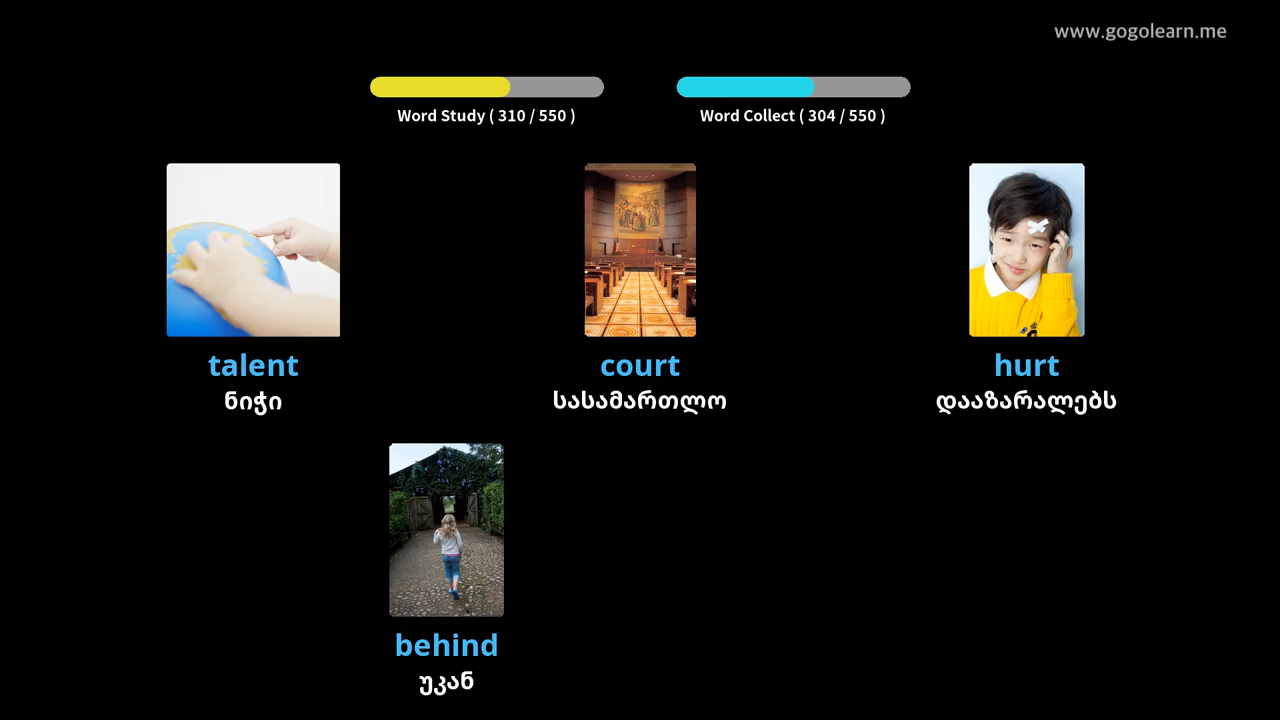 www.gogolearn.me
Word Study ( 310 / 550 )
Word Collect ( 304 / 550 )
talent
ნიჭი
court
სასამართლო
hurt
დააზარალებს
behind
უკან